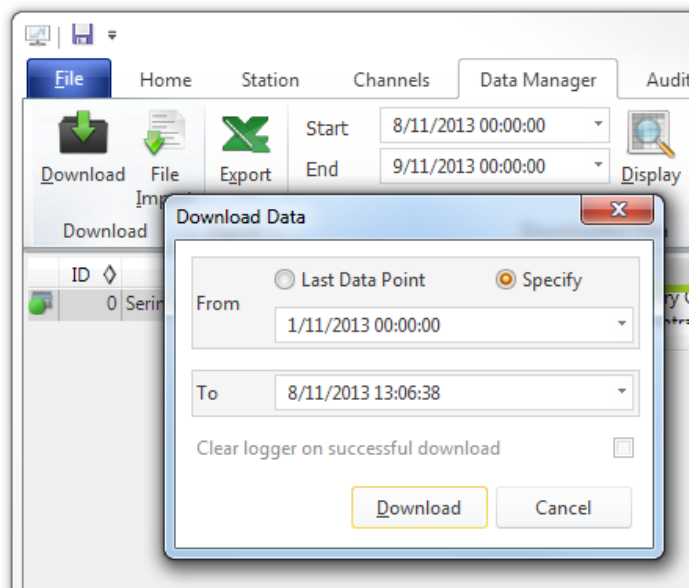 File Home Station Channels Data Manager Audit
Start 8/11/2013 00:00:00
Download File Export End 9/11/2013 00:00:00 Display
Download
Download Data
ID
0
Last Data Point Specify
From
1/11/2013 00:00:00
To 8/11/2013 13:06:38
Clear logger on successful download
Download Cancel